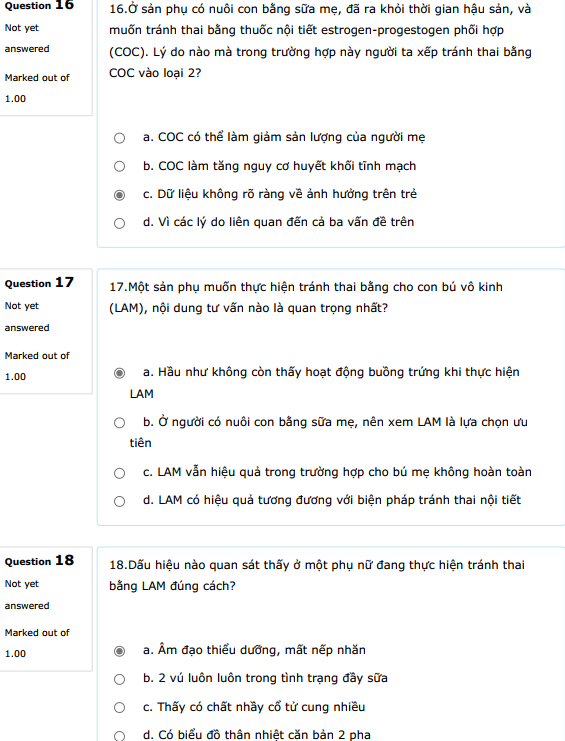 Question 16
Not yet
answered
Marked out of
1.00
16.Ở sản phụ có nuôi con bằng sữa mẹ, đã ra khỏi thời gian hậu sản, và
muốn tránh thai bằng thuốc nội tiết estrogen-progestogen phối hợp
(COC). Lý do nào mà trong trường hợp này người ta xếp tránh thai bằng
COC vào loại 2?
a. COC có thể làm giảm sản lượng của người mẹ
b. COC làm tăng nguy cơ huyết khối tĩnh mạch
c. Dữ liệu không rõ ràng về ảnh hưởng trên trẻ
d. Vì các lý do liên quan đến cả ba vấn đề trên
Question 17
Not yet
answered
Marked out of
1.00
17.Một sản phụ muốn thực hiện tránh thai bằng cho con bú vô kinh
(LAM), nội dung tư vấn nào là quan trọng nhất?
a. Hầu như không còn thấy hoạt động buồng trứng khi thực hiện
LAM
b. Ở người có nuôi con bằng sữa mẹ, nên xem LAM là lựa chọn ưu
tiên
c. LAM vẫn hiệu quả trong trường hợp cho bú mẹ không hoàn toàn
d. LAM có hiệu quả tương đương với biện pháp tránh thai nội tiết
Question 18
Not yet
answered
Marked out of
1.00
18.Dấu hiệu nào quan sát thấy ở một phụ nữ đang thực hiện tránh thai
bằng LAM đúng cách?
a. Âm đạo thiểu dưỡng, mất nếp nhăn
b. 2 vú luôn luôn trong tình trạng đầy sữa
c. Thấy có chất nhầy cổ tử cung nhiều
d. Có biểu đồ thân nhiệt căn bản 2 pha